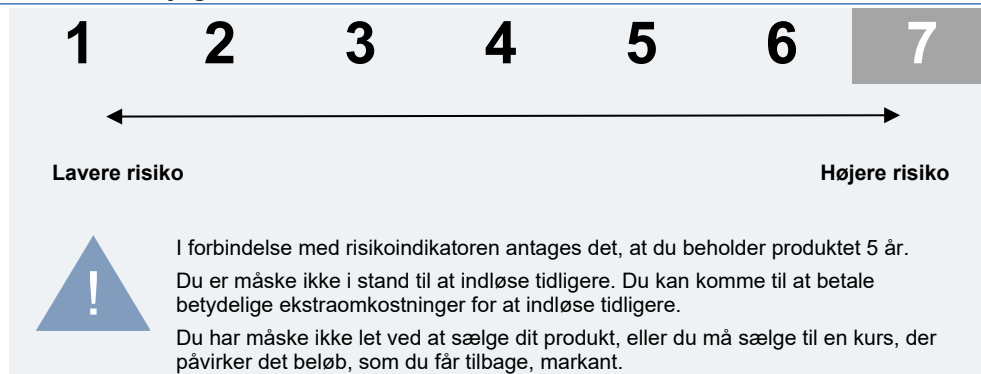 1 2 3 4 5 6 7
Lavere risiko Højere risiko
!
I forbindelse med risikoindikatoren antages det, at du beholder produktet 5 år.
Du er måske ikke i stand til at indløse tidligere. Du kan komme til at betale
betydelige ekstraomkostninger for at indløse tidligere.
Du har måske ikke let ved at sælge dit produkt, eller du må sælge til en kurs, der
påvirker det beløb, som du får tilbage, markant.